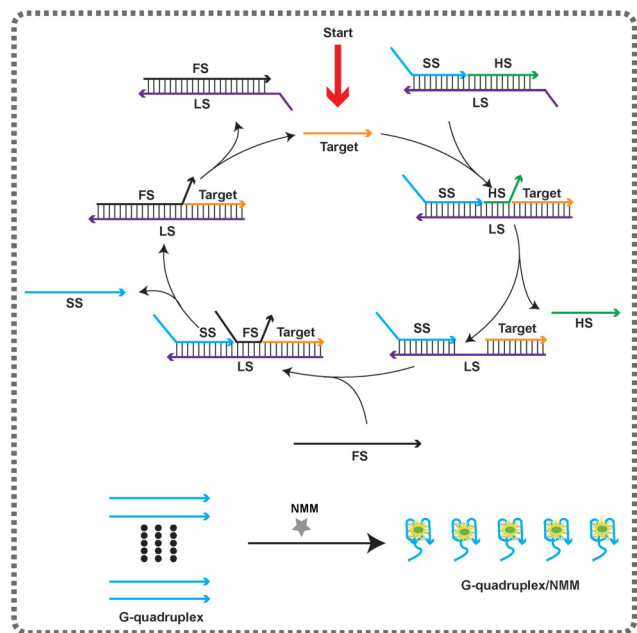 Start
FS
LS
SS
HS
LS
Target
FS
Target
LS
SS
HS
Target
LS
SS
SS
FS
Target
LS
SS
Target
LS
HS
FS
NMM
G-quadruplex
G-quadruplex/NMM